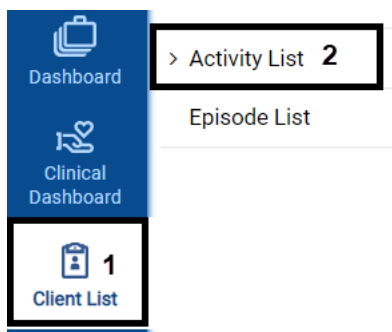 Dashboard
> Activity List 2
Episode List
Clinical
Dashboard
1
Client List